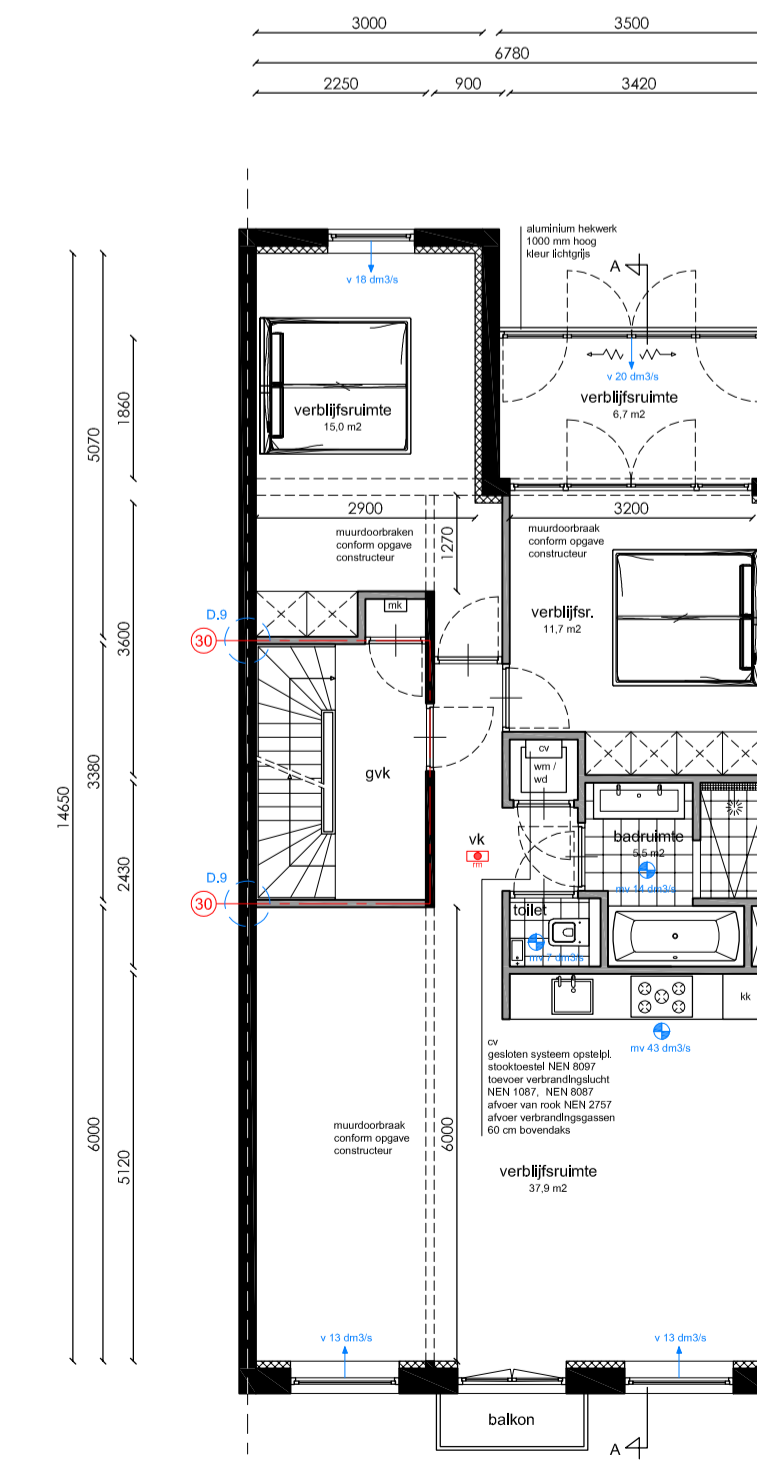 3000
3500
6780
2250
900
3420
aluminium hekwerk
1000 mm hoog
kleur lichtgrijs
A
v 18 dm3/s
v 20 dm3/s
verblijfsruimte
6,7 m2
verblijfsruimte
15,0 m2
1860
5070
2900
3200
muurdoorbraken
conform opgave
constructeur
1270
muurdoorbraak
conform opgave
constructeur
verblijfsr.
11,7 m2
mk
D.9
30
3600
cv
wm /
wd
gvk
3380
14650
vk
rm
badruimte
5,5 m2
mv 14 dm3/s
2430
D.9
30
toilet
mv 7 dm3/s
kk
cv
gesloten systeem opstelpl.
stooktoestel NEN 8097
toevoer verbrandingslucht
NEN 1087, NEN 8087
afvoer van rook NEN 2757
afvoer verbrandingsgassen
60 cm bovendaks
mv 43 dm3/s
muurdoorbraak
conform opgave
constructeur
6000
5120
6000
verblijfsruimte
37,9 m2
v 13 dm3/s
v 13 dm3/s
balkon
A